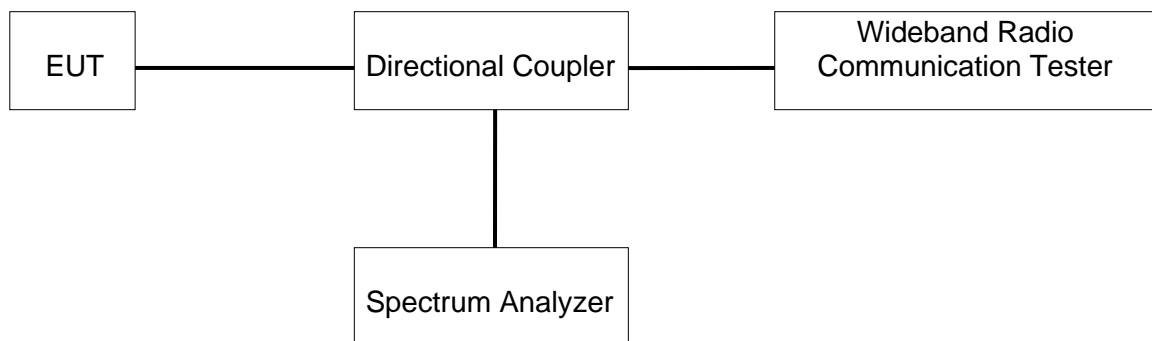 EUT
Directional Coupler
Wideband Radio
Communication Tester
Spectrum Analyzer